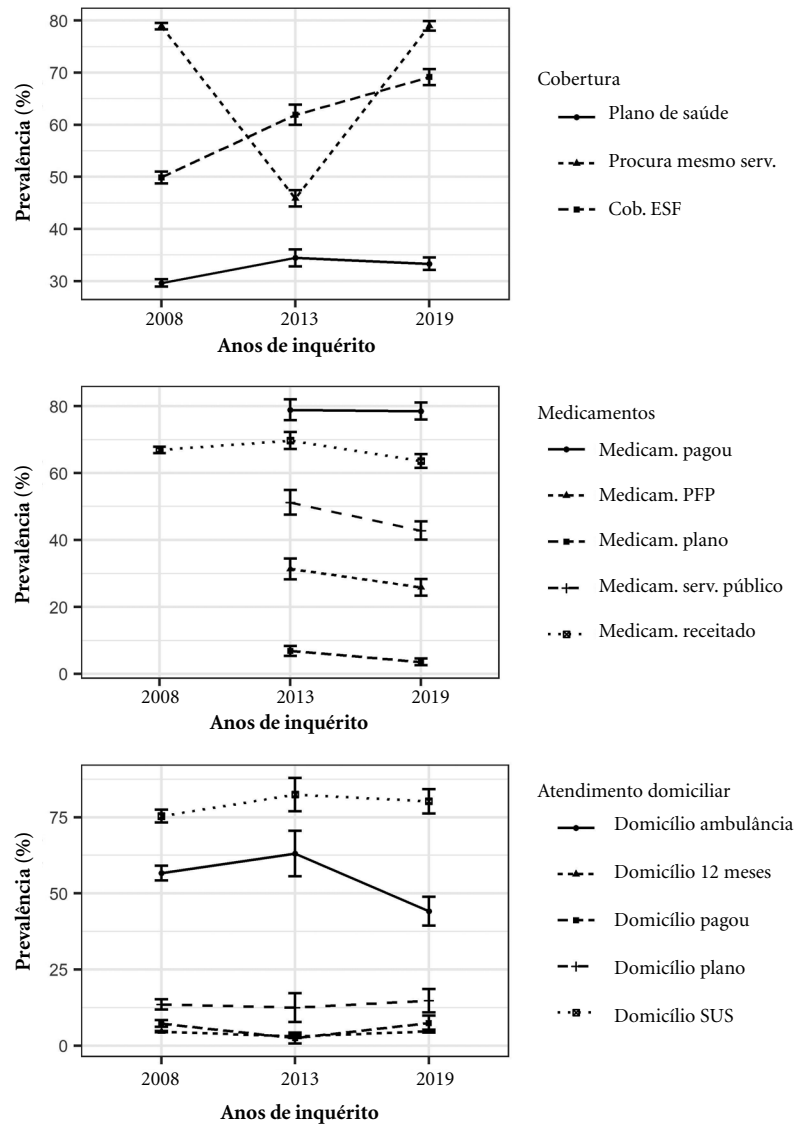 80
70
60
50
40
30
Prevalência (%)
2008
2013
2019
Anos de inquérito
Cobertura
Plano de saúde
Procura mesmo serv.
Cob. ESF
80
60
40
20
0
Prevalência (%)
2008
2013
2019
Anos de inquérito
Medicamentos
Medicam. pagou
Medicam. PFP
Medicam. plano
Medicam. serv. público
Medicam. receitado
75
50
25
0
Prevalência (%)
2008
2013
2019
Anos de inquérito
Atendimento domiciliar
Domicílio ambulância
Domicílio 12 meses
Domicílio pagou
Domicílio plano
Domicílio SUS